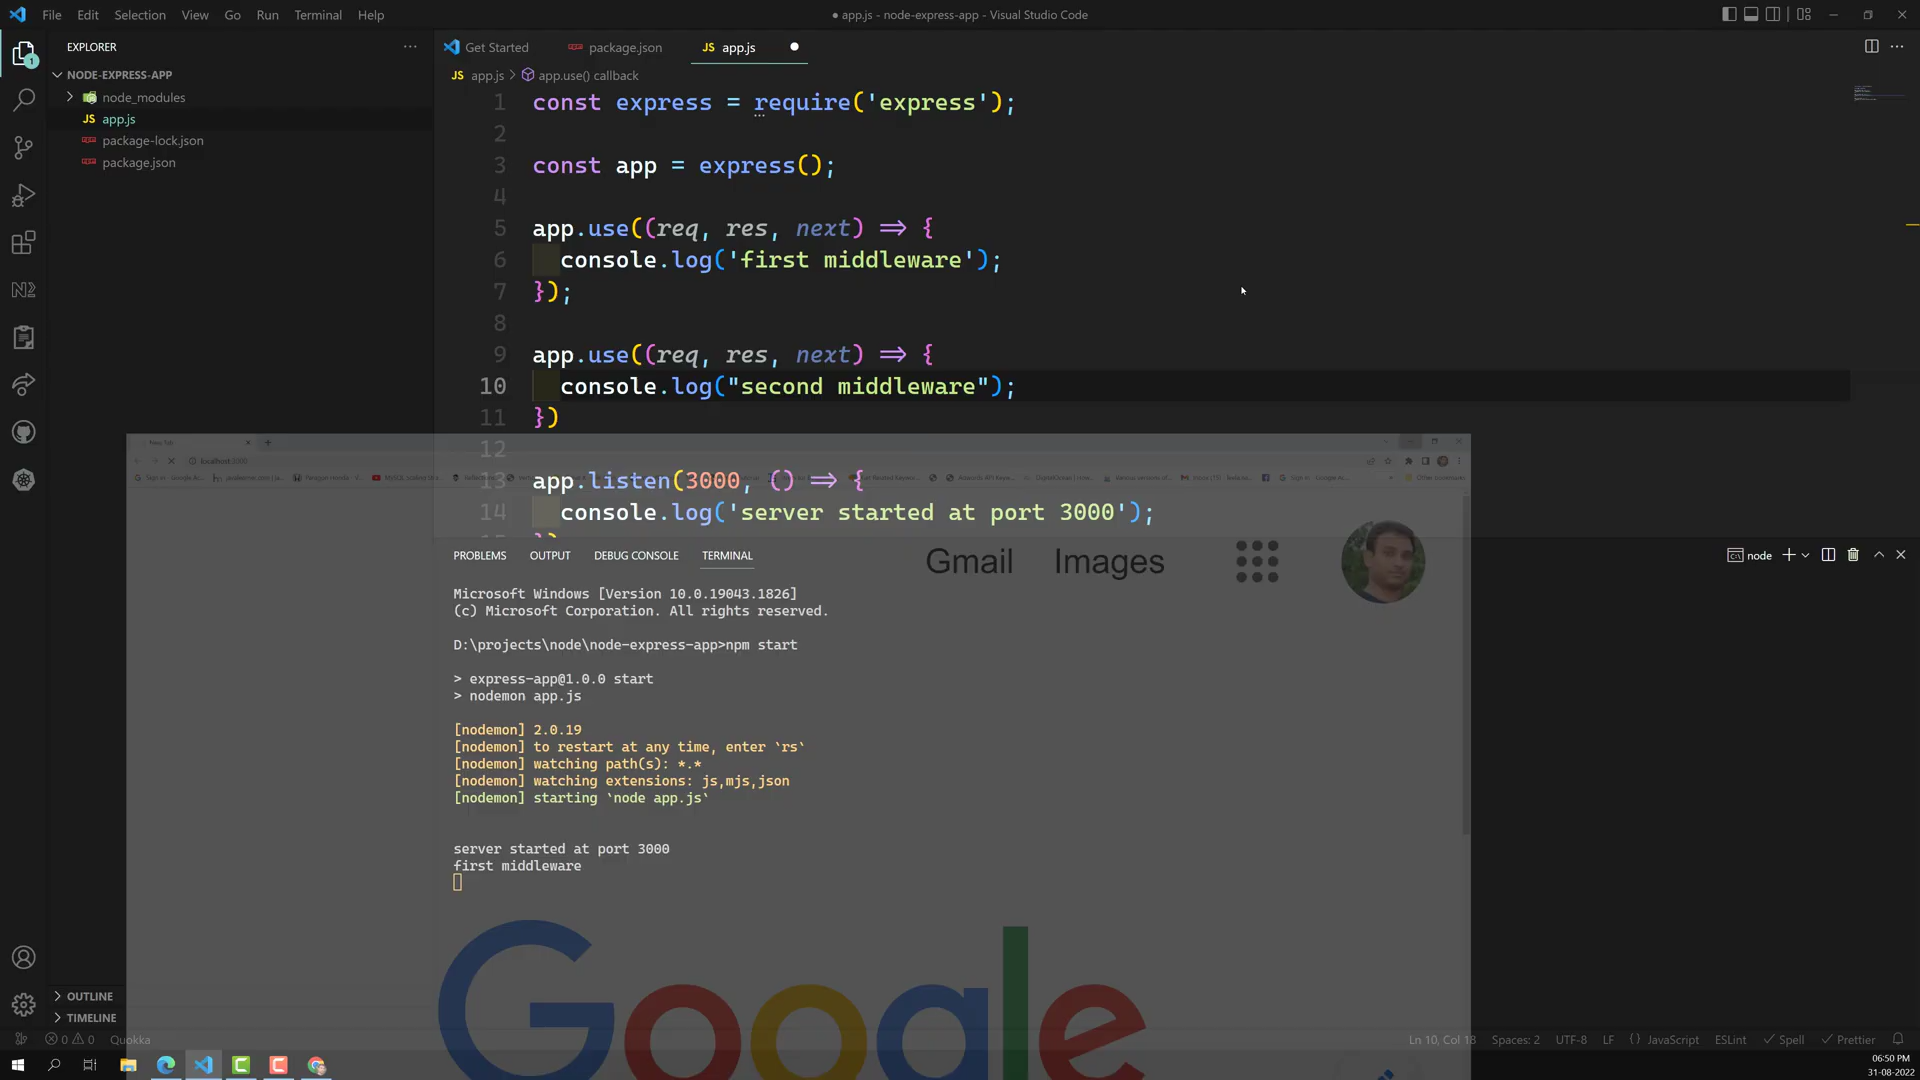 File Edit Selection View Go Run Terminal Help
● app.js - node-express-app - Visual Studio Code
EXPLORER
NODE-EXPRESS-APP
node_modules
JS app.js
package-lock.json
package.json
1
Get Started
package.json
JS app.js
JS app.js > app.use() callback
1 const express = require('express');
2
3 const app = express();
4
5 app.use((req, res, next) => {
6 console.log('first middleware');
7 });
8
9 app.use((req, res, next) => {
10 console.log("second middleware");
11 })
12
13 app.listen(3000, () => {
14 console.log('server started at port 3000');
New Tab
localhost:3000
Gmail Images
PROBLEMS OUTPUT DEBUG CONSOLE TERMINAL
node
Microsoft Windows [Version 10.0.19043.1826]
(c) Microsoft Corporation. All rights reserved.
D:\projects\node\node-express-app>npm start
> express-app@1.0.0 start
> nodemon app.js
[nodemon] 2.0.19
[nodemon] to restart at any time, enter `rs`
[nodemon] watching path(s): *.*
[nodemon] watching extensions: js,mjs,json
[nodemon] starting `node app.js`
server started at port 3000
first middleware
Google
OUTLINE
TIMELINE
0 0 Quokka
Ln 10, Col 18 Spaces: 2 UTF-8 LF {} JavaScript ESLint Spell Prettier
06:50 PM
31-08-2022